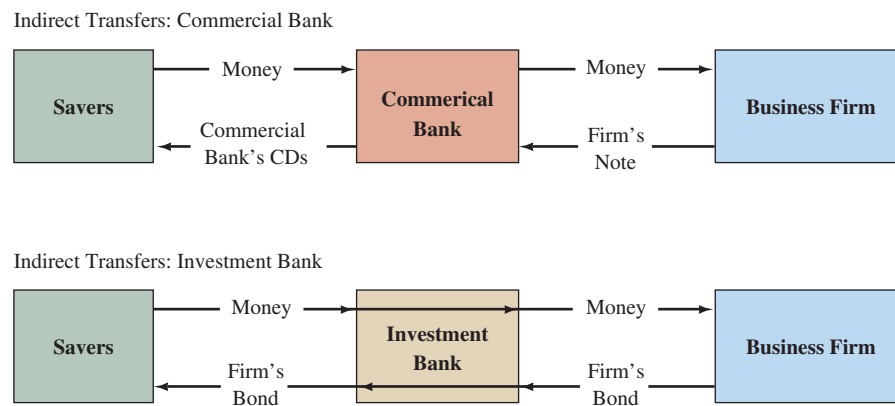 Indirect Transfers: Commercial Bank
Money
Money
Savers
Commerical
Bank
Business Firm
Commercial
Bank's CDs
Firm's
Note
Indirect Transfers: Investment Bank
Money
Money
Savers
Investment
Bank
Business Firm
Firm's
Bond
Firm's
Bond